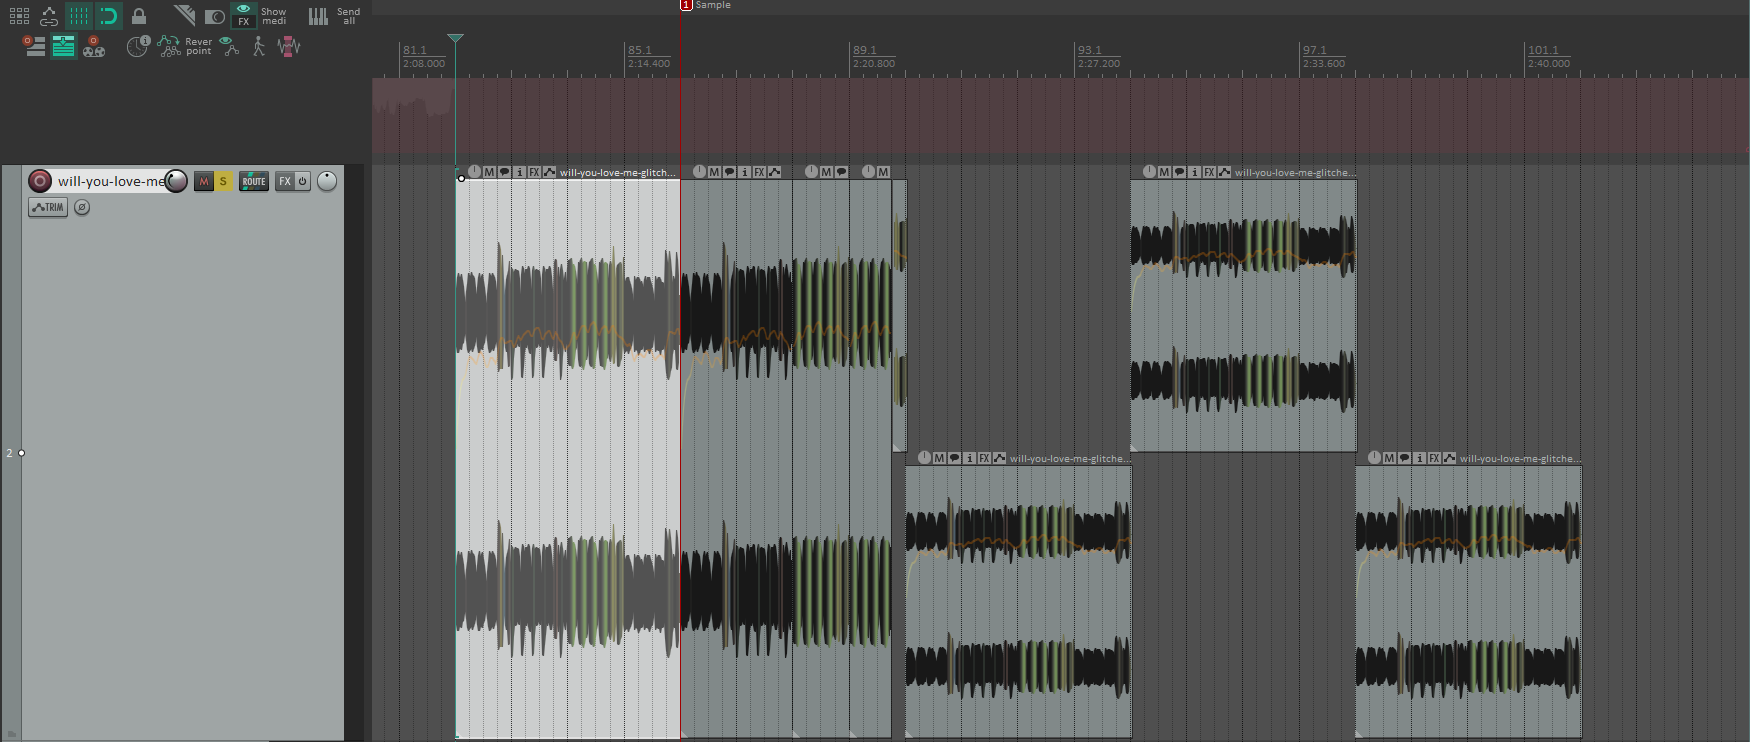 1 Sample
FX
Show
medi
Send
all
Rever
point
81.1
2:08.000
85.1
2:14.400
89.1
2:20.800
93.1
2:27.200
97.1
2:33.600
101.1
2:40.000
will-you-love-me
M
S
ROUTE
FX
TRIM
2
M i FX will-you-love-me-glitch...
M i FX
M
M
M i FX will-you-love-me-glitche...
M i FX will-you-love-me-glitche...
M i FX will-you-love-me-glitche...